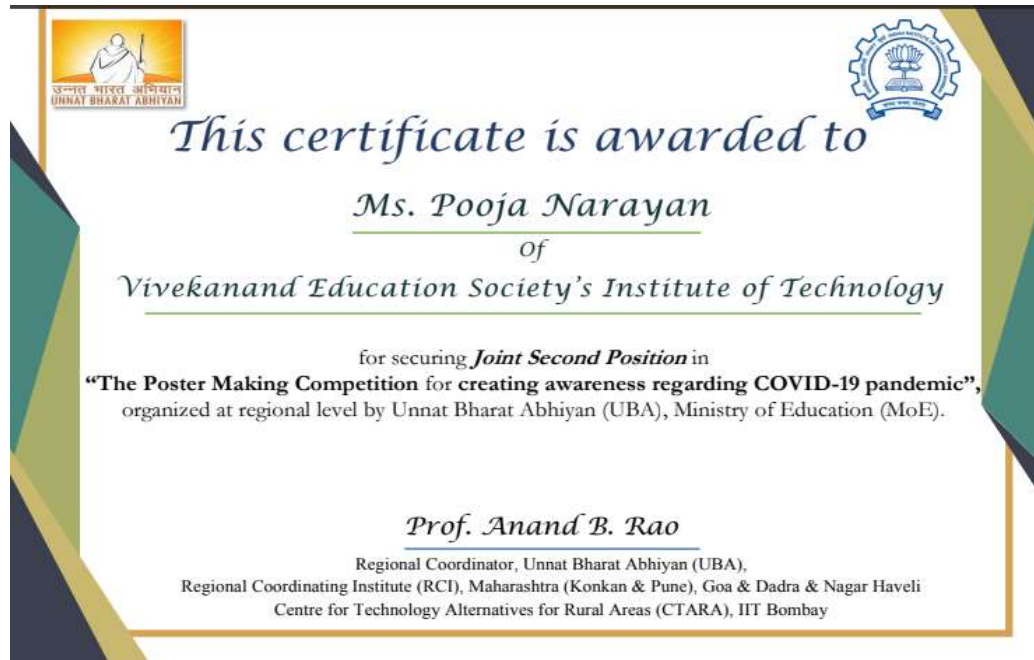 उन्नत भारत अभियान
UNNAT BHARAT ABHIYAN
This certificate is awarded to
Ms. Pooja Narayan
Of
Vivekanand Education Society's Institute of Technology
for securing Joint Second Position in
“The Poster Making Competition for creating awareness regarding COVID-19 pandemic”,
organized at regional level by Unnat Bharat Abhiyan (UBA), Ministry of Education (MoE).
Prof. Anand B. Rao
Regional Coordinator, Unnat Bharat Abhiyan (UBA),
Regional Coordinating Institute (RCI), Maharashtra (Konkan & Pune), Goa & Dadra & Nagar Haveli
Centre for Technology Alternatives for Rural Areas (CTARA), IIT Bombay